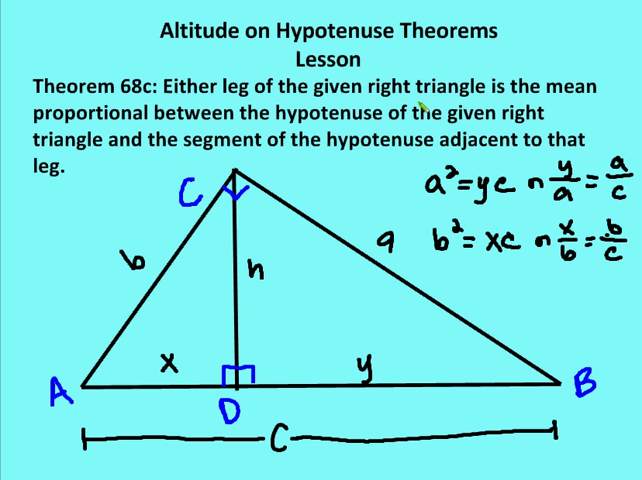 Altitude on Hypotenuse Theorems
Lesson
Theorem 68c: Either leg of the given right triangle is the mean
proportional between the hypotenuse of the given right
triangle and the segment of the hypotenuse adjacent to that
leg.
a²=yc or y/a = a/c
b²=xc or x/b = b/c
C
b
a
h
x
y
A
D
B
C